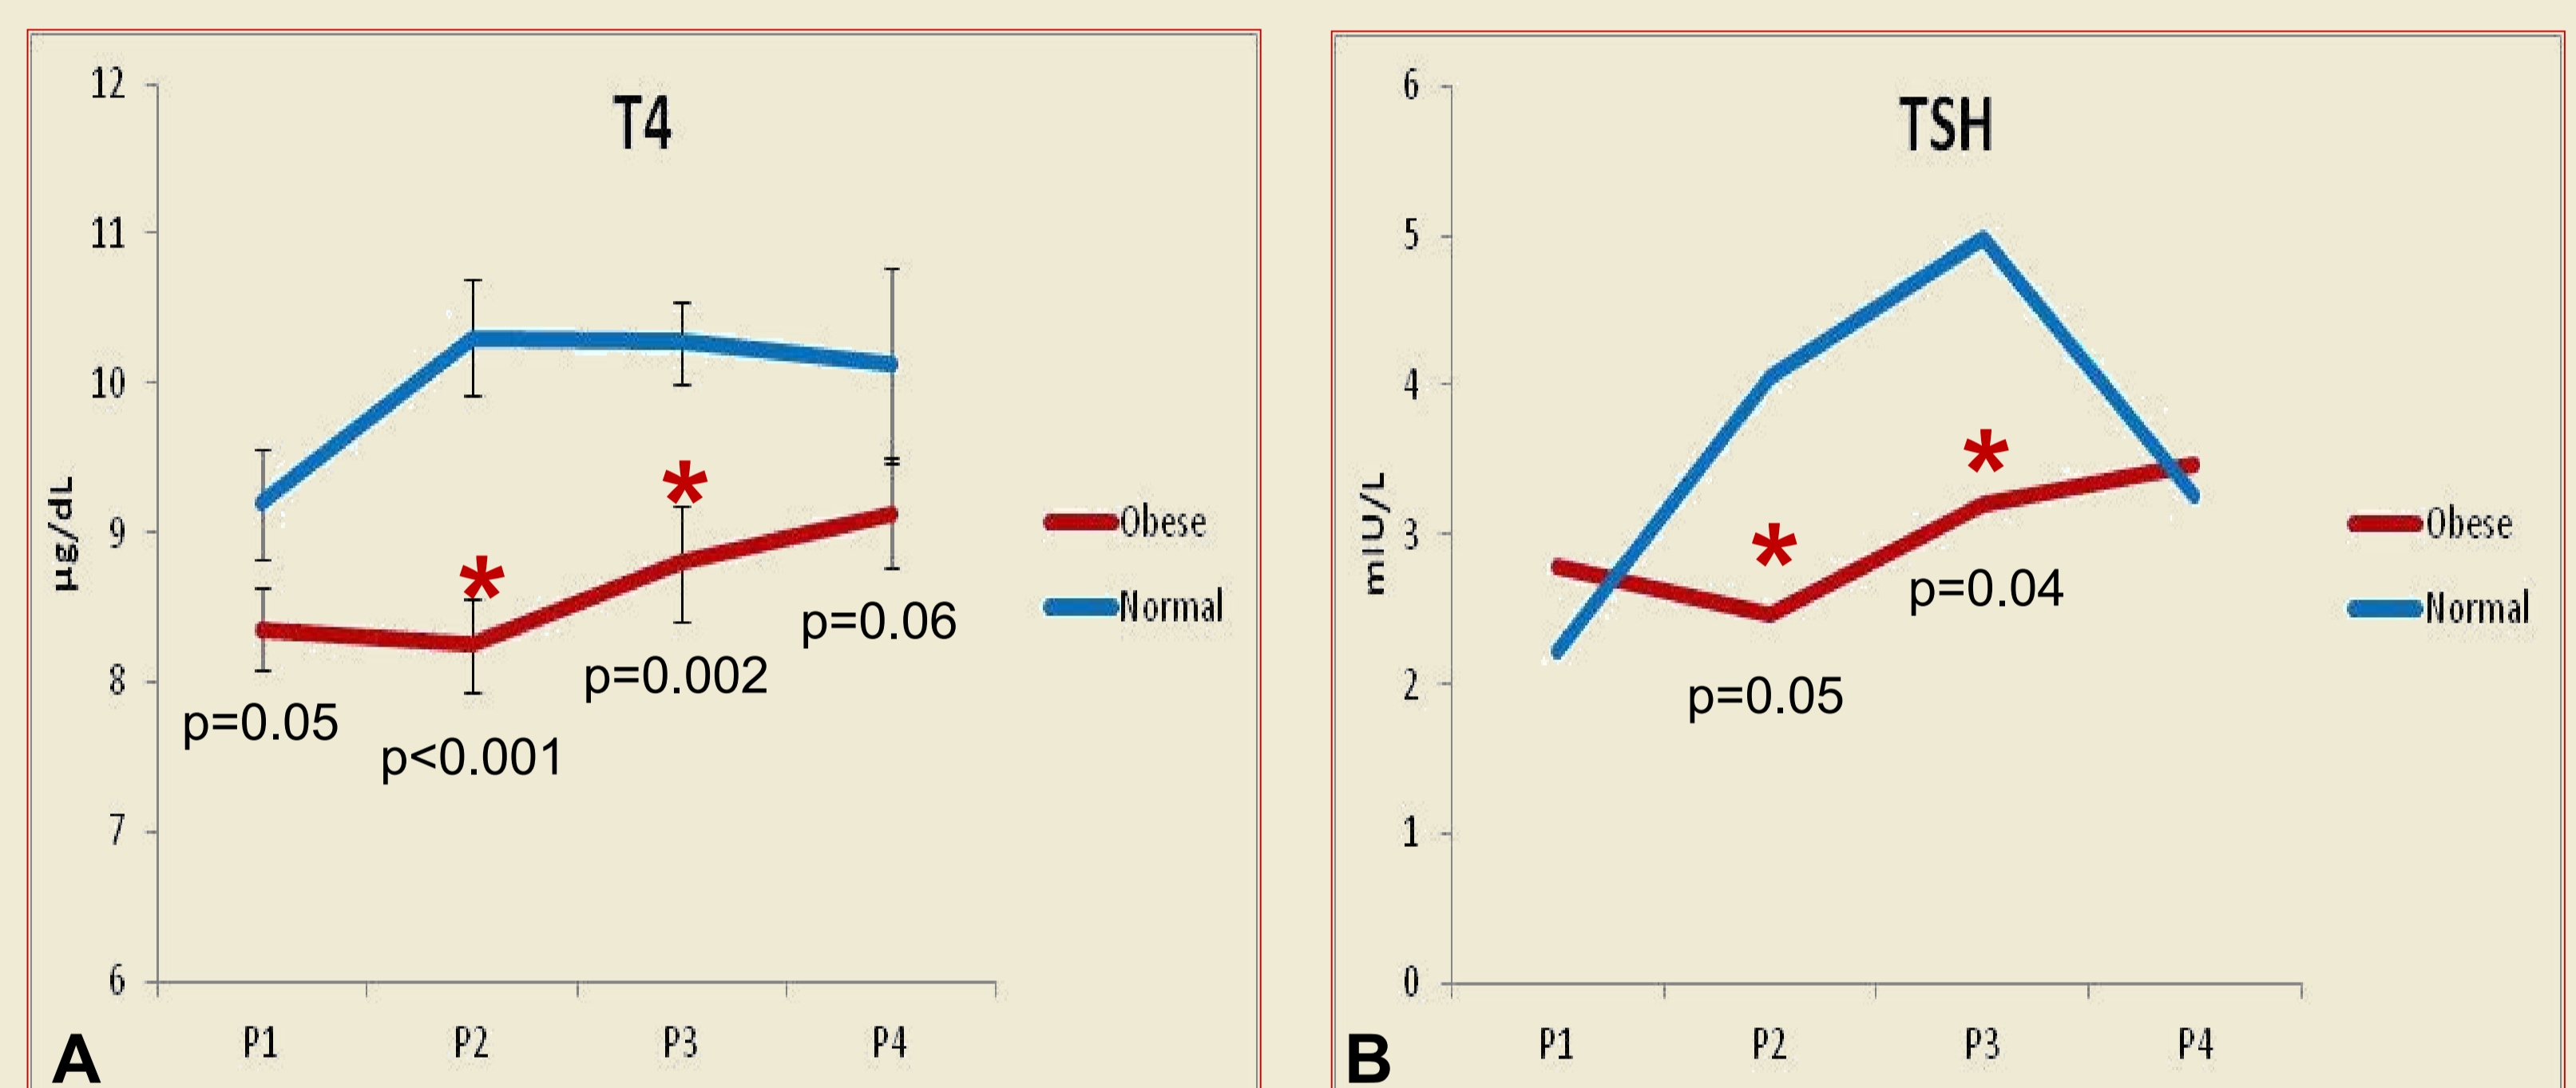 T4
12
11
10
9
8
7
6
µg/dL
*
*
p=0.05
p<0.001
p=0.002
p=0.06
Obese
Normal
P1 P2 P3 P4
A
TSH
6
5
4
3
2
1
0
mIU/L
*
*
p=0.05
p=0.04
Obese
Normal
P1 P2 P3 P4
B